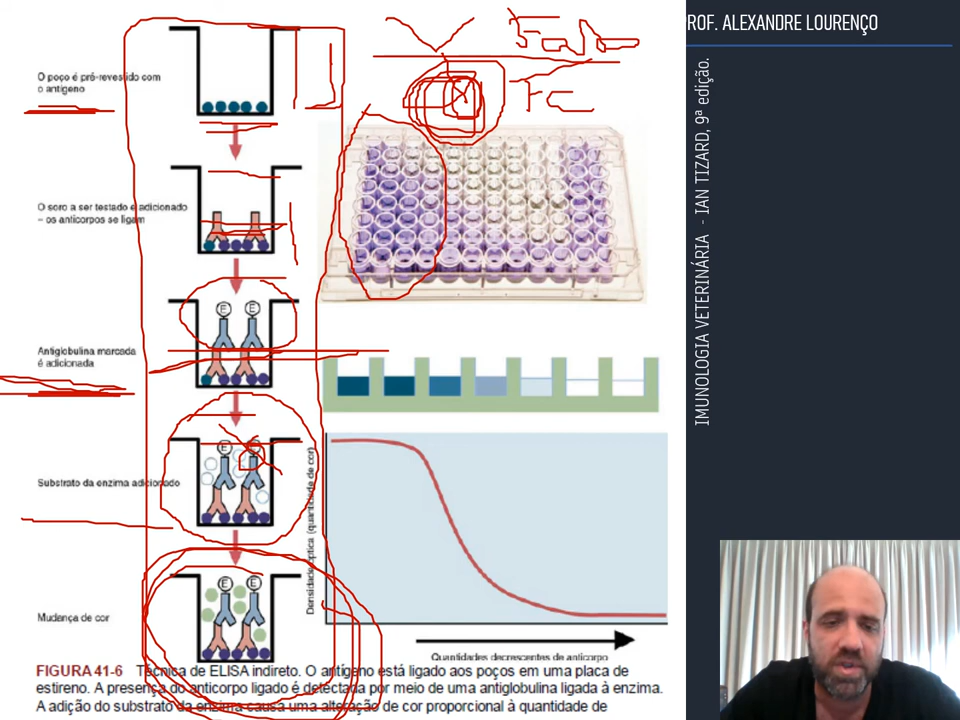 PROF. ALEXANDRE LOURENÇO
IMUNOLOGIA VETERINÁRIA - IAN TIZARD, 9ª edição.
O poço é pré-revestido com
o antígeno
O soro a ser testado é adicionado
– os anticorpos se ligam
E E
Antiglobulina marcada
é adicionada
E E
Substrato da enzima adicionado
E E
Mudança de cor
Densidade óptica (quantidade de cor)
Quantidades decrescentes de anticorpo
FIGURA 41-6 Técnica de ELISA indireto. O antígeno está ligado aos poços em uma placa de
estireno. A presença do anticorpo ligado é detectada por meio de uma antiglobulina ligada à enzima.
A adição do substrato da enzima causa uma alteração de cor proporcional à quantidade de